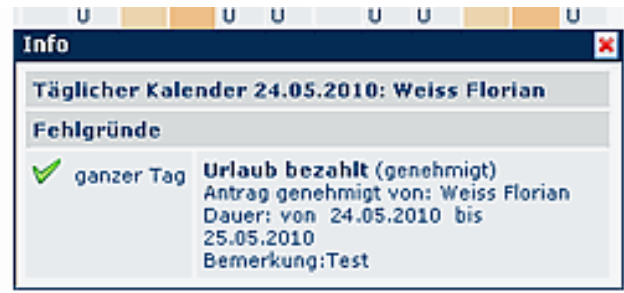 U U U U U U
Info
Täglicher Kalender 24.05.2010: Weiss Florian
Fehlgründe
ganzer Tag
Urlaub bezahlt (genehmigt)
Antrag genehmigt von: Weiss Florian
Dauer: von 24.05.2010 bis
25.05.2010
Bemerkung:Test